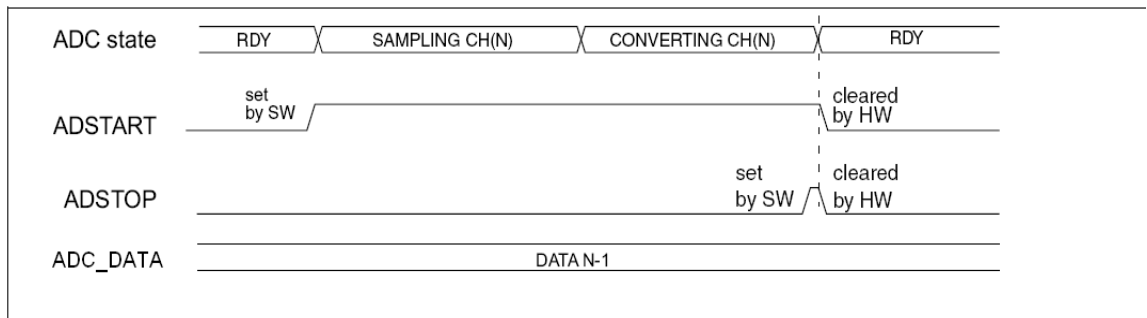 ADC state
RDY
SAMPLING CH(N)
CONVERTING CH(N)
RDY
ADSTART
set
by SW
cleared
by HW
ADSTOP
set
by SW
cleared
by HW
ADC_DATA
DATA N-1